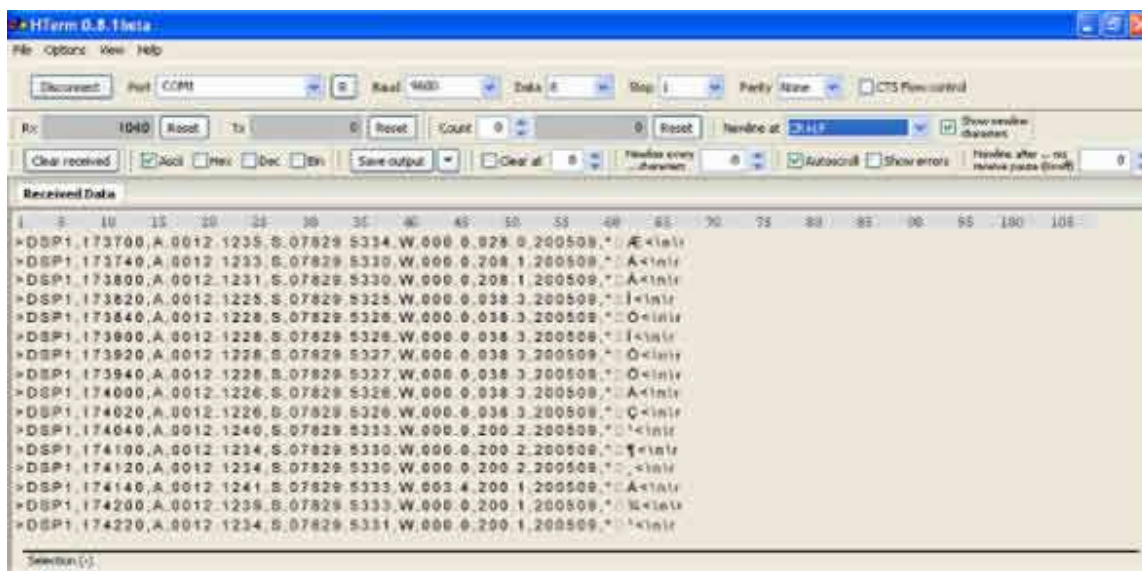 HTerm 0.8.1beta
File Options View Help
Disconnect Port COM1 R Baud 9600 Data 8 Stop 1 Parity None CTS Flow control
Rx 1040 Reset Tx 0 Reset Count 0 0 Reset Newline at CR+LF Show newline characters
Clear received Ascii Hex Dec Bin Save output Clear at 0 Newline every ... characters 0 Autoscroll Show errors Newline after ... ms receive pause (0=off) 0
Received Data
1 5 10 15 20 25 30 35 40 45 50 55 60 65 70 75 80 85 90 95 100 105
>DSP1,173700,A,0012.1235,S,07829.5334,W,000.0,028.0,200509,* Æ<\n\r
>DSP1,173740,A,0012.1233,S,07829.5330,W,000.0,208.1,200509,*
>DSP1,173800,A,0012.1231,S,07829.5330,W,000.0,208.1,200509,*
>DSP1,173820,A,0012.1225,S,07829.5325,W,000.0,038.3,200509,*
>DSP1,173840,A,0012.1228,S,07829.5326,W,000.0,038.3,200509,*
>DSP1,173900,A,0012.1228,S,07829.5326,W,000.0,038.3,200509,*
>DSP1,173920,A,0012.1228,S,07829.5327,W,000.0,038.3,200509,*
>DSP1,173940,A,0012.1228,S,07829.5327,W,000.0,038.3,200509,*
>DSP1,174000,A,0012.1226,S,07829.5326,W,000.0,038.3,200509,*
>DSP1,174020,A,0012.1226,S,07829.5326,W,000.0,038.3,200509,* Ç<\n\r
>DSP1,174040,A,0012.1240,S,07829.5333,W,000.0,200.2,200509,*
>DSP1,174100,A,0012.1234,S,07829.5330,W,000.0,200.2,200509,* ¶<\n\r
>DSP1,174120,A,0012.1234,S,07829.5330,W,000.0,200.2,200509,*
>DSP1,174140,A,0012.1241,S,07829.5333,W,003.4,200.1,200509,*
>DSP1,174200,A,0012.1239,S,07829.5333,W,000.0,200.1,200509,* ¾<\n\r
>DSP1,174220,A,0012.1234,S,07829.5331,W,000.0,200.1,200509,*
Selection (-)